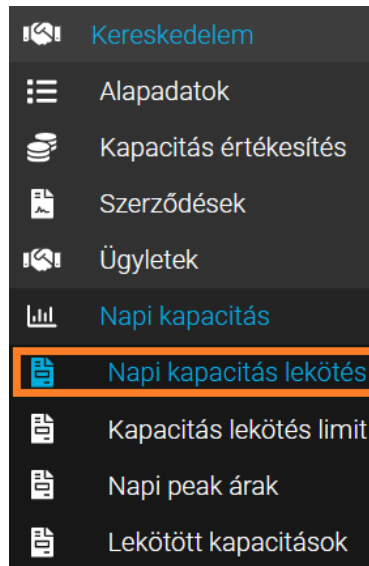 Kereskedelem
Alapadatok
Kapacitás értékesítés
Szerződések
Ügyletek
Napi kapacitás
Napi kapacitás lekötés
Kapacitás lekötés limit
Napi peak árak
Lekötött kapacitások